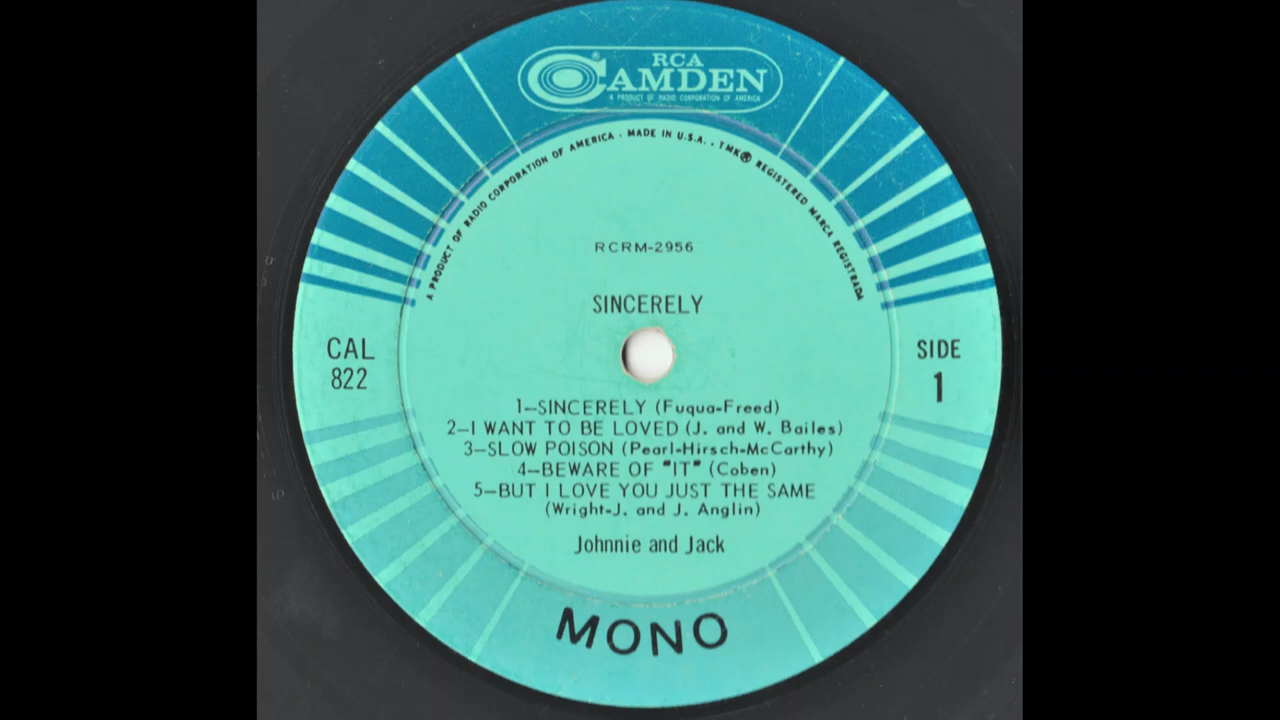 RCA
CAMDEN
®
A PRODUCT OF RADIO CORPORATION OF AMERICA
A PRODUCT OF RADIO CORPORATION OF AMERICA · MADE IN U.S.A. · TMK® REGISTERED MARCA REGISTRADA
RCRM-2956
SINCERELY
CAL
822
SIDE
1
1—SINCERELY (Fuqua-Freed)
2—I WANT TO BE LOVED (J. and W. Bailes)
3—SLOW POISON (Pearl-Hirsch-McCarthy)
4—BEWARE OF "IT" (Coben)
5—BUT I LOVE YOU JUST THE SAME
(Wright-J. and J. Anglin)
Johnnie and Jack
MONO